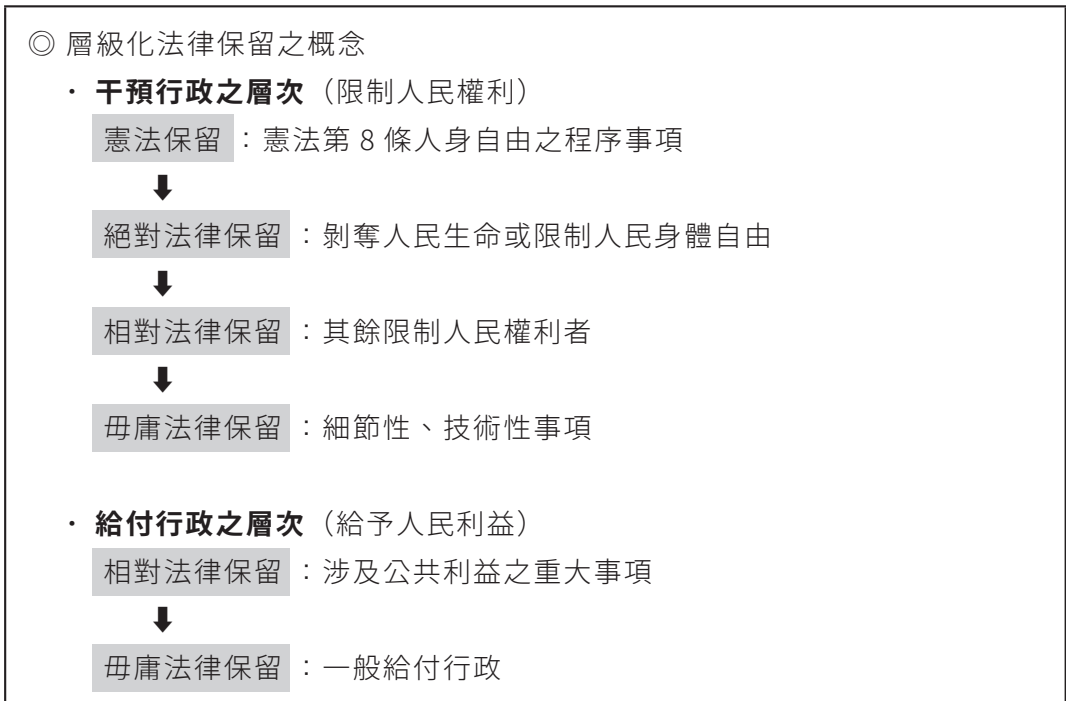 ◎ 層級化法律保留之概念
・干預行政之層次（限制人民權利）
憲法保留：憲法第 8 條人身自由之程序事項
⬇
絕對法律保留：剝奪人民生命或限制人民身體自由
⬇
相對法律保留：其餘限制人民權利者
⬇
毋庸法律保留：細節性、技術性事項
・給付行政之層次（給予人民利益）
相對法律保留：涉及公共利益之重大事項
⬇
毋庸法律保留：一般給付行政